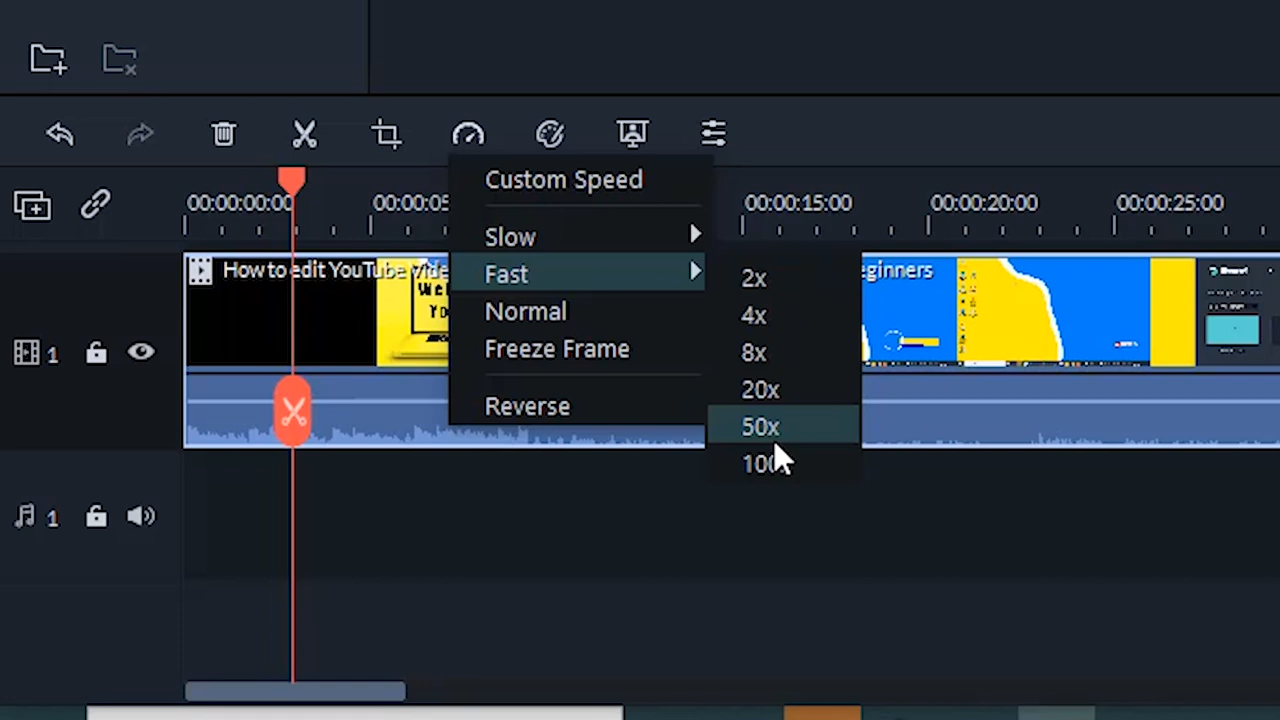 Custom Speed
00:00:00:00 00:00:05 00:00:15:00 00:00:20:00 00:00:25:00
Slow
How to edit YouTube Vide eginners
Fast
2x
Normal
4x
Freeze Frame
8x
1
20x
Reverse
50x
100
1